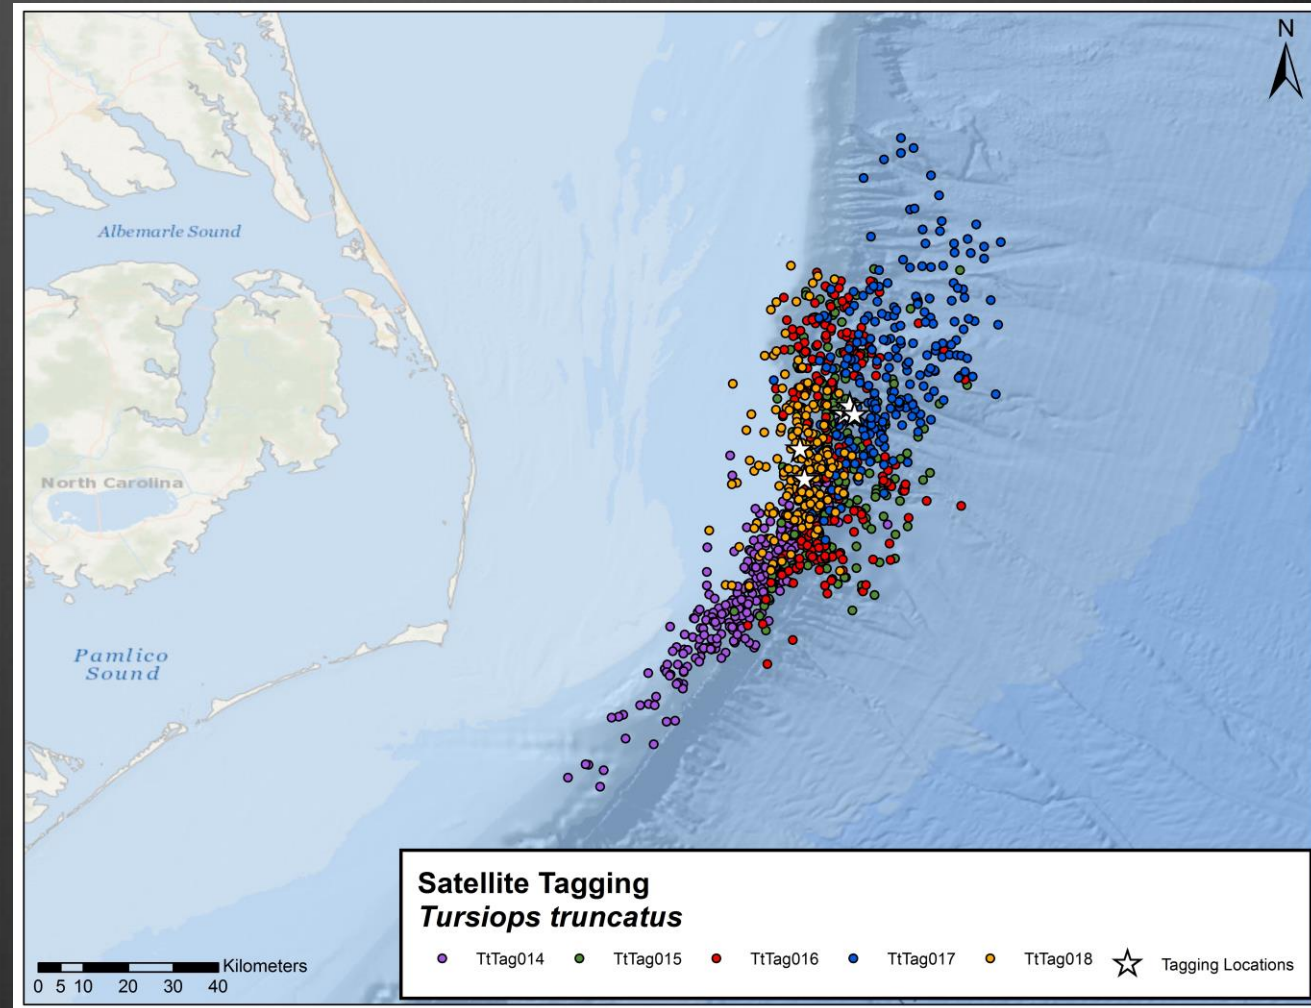 N
Albemarle Sound
North Carolina
Pamlico
Sound
Satellite Tagging
Tursiops truncatus
TtTag014 TtTag015 TtTag016 TtTag017 TtTag018 Tagging Locations
Kilometers
0 5 10 20 30 40